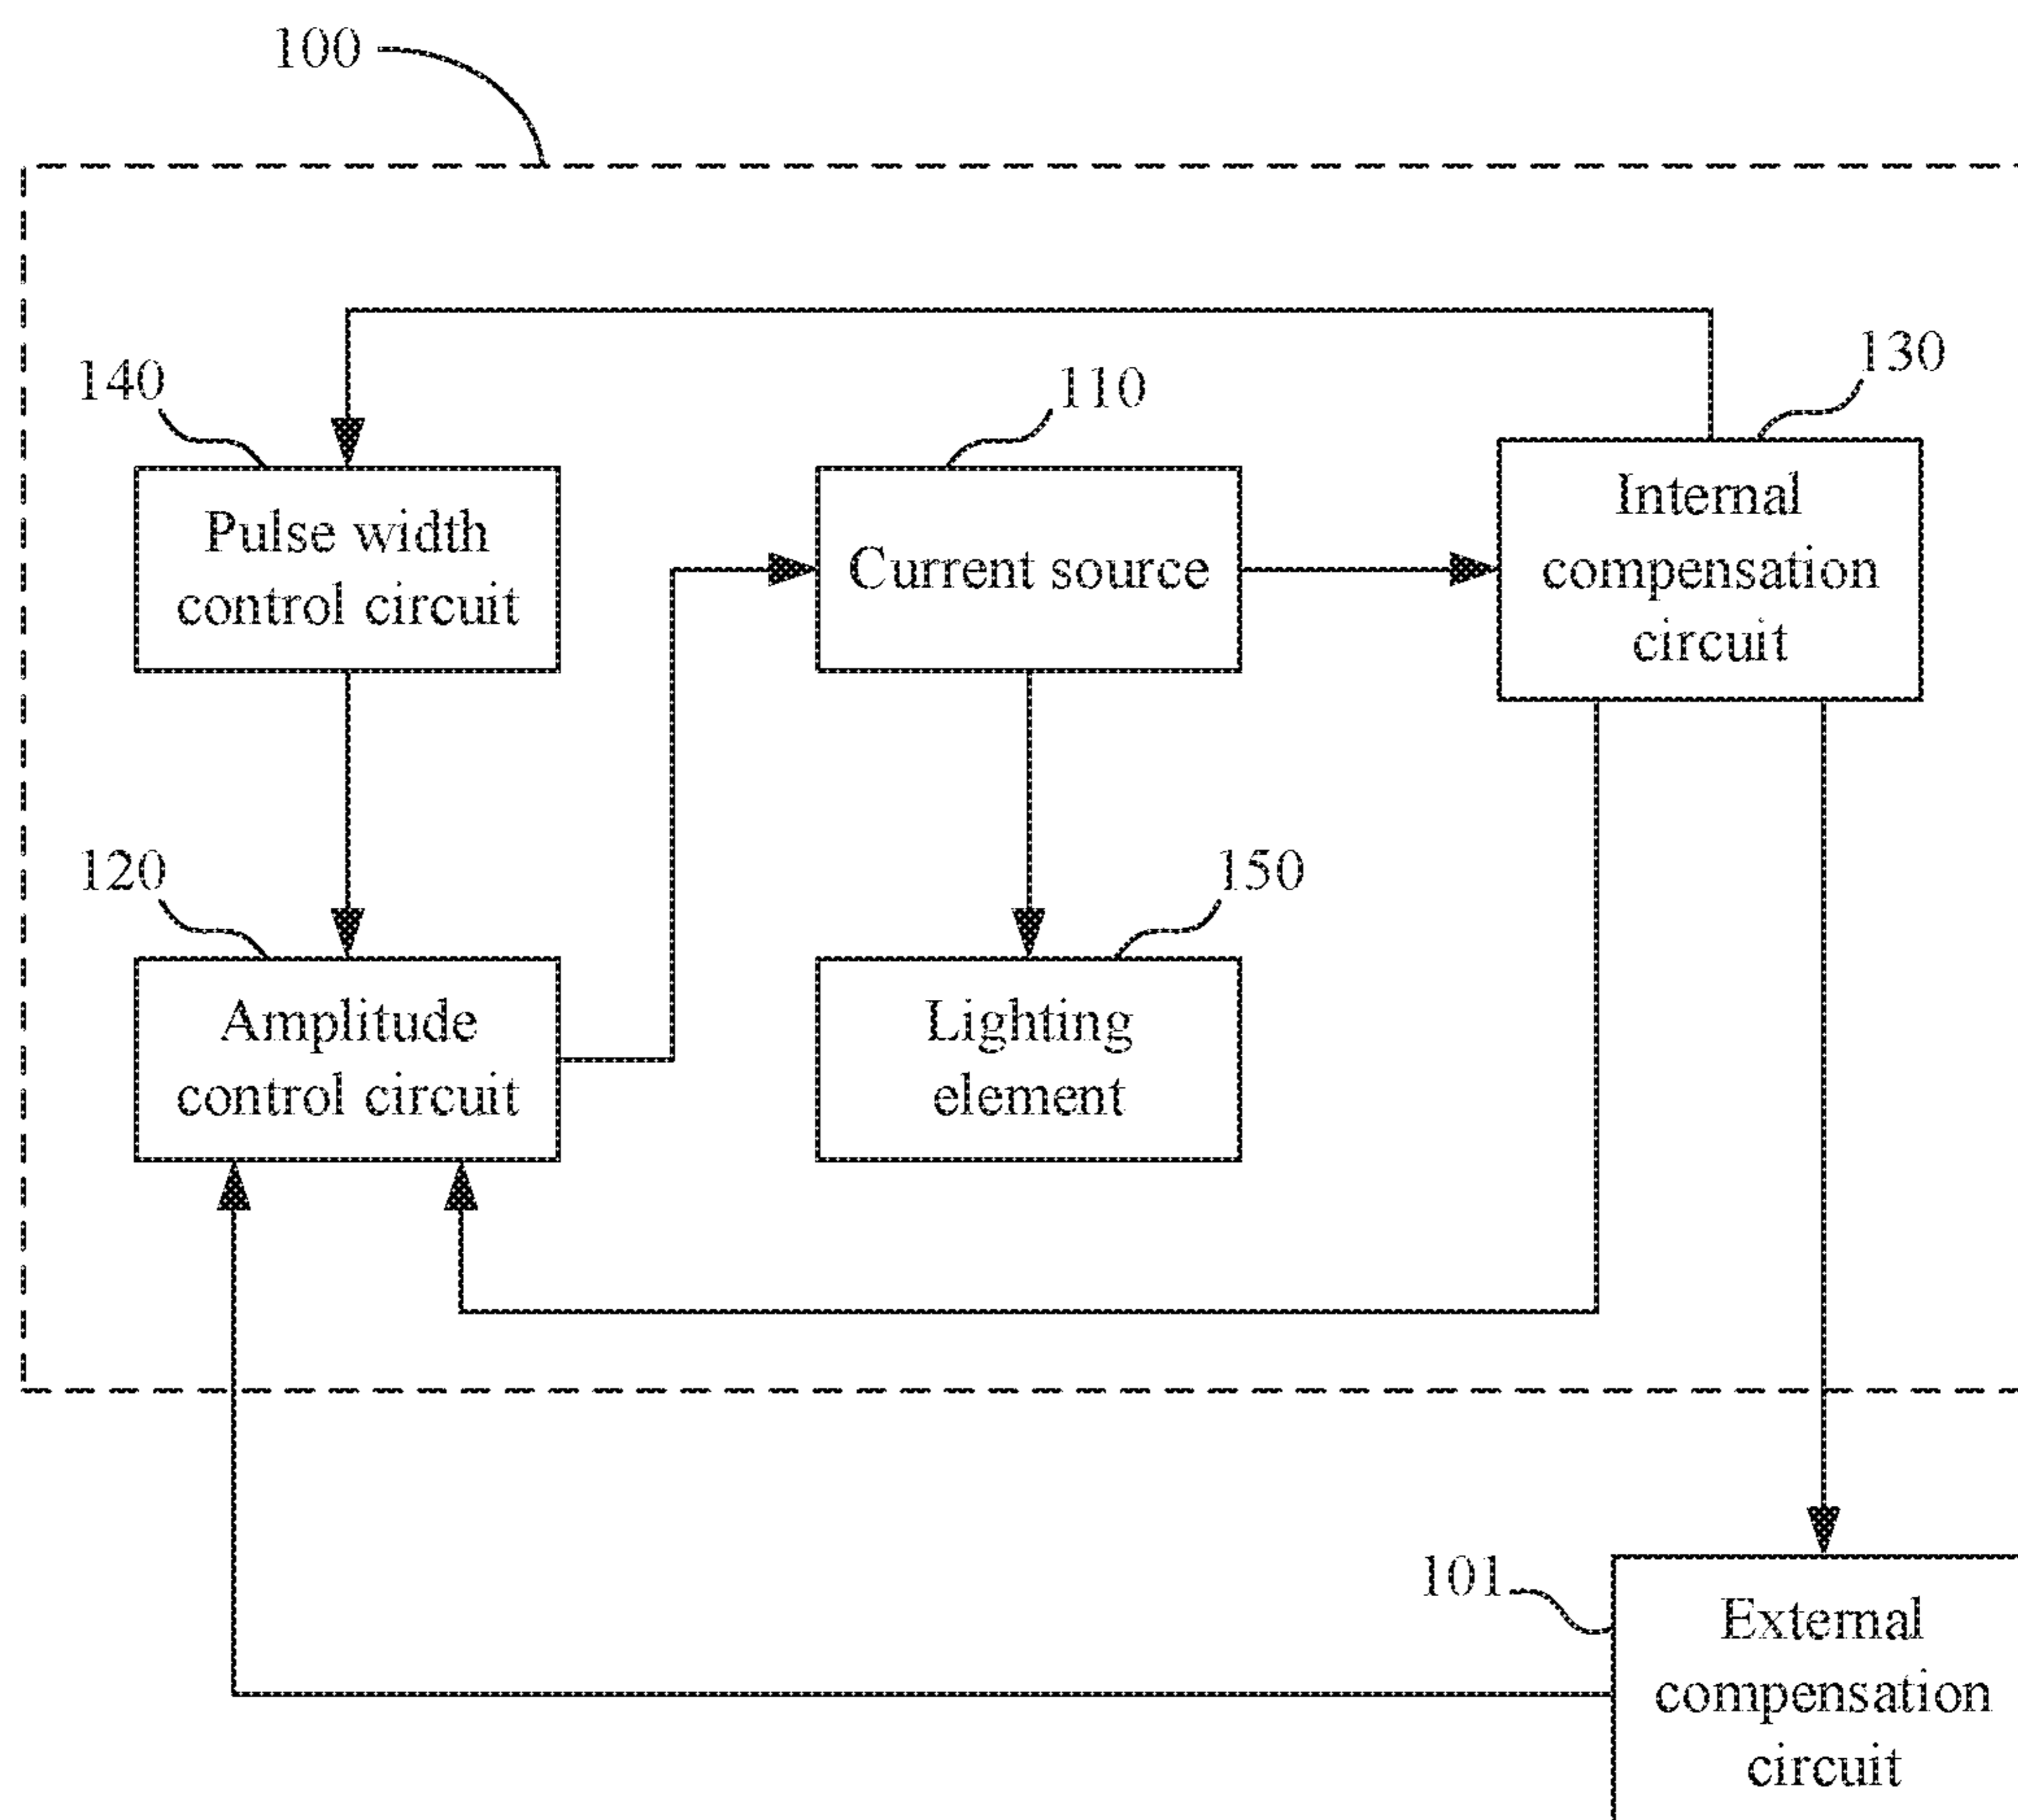 100
130
140
110
Internal
compensation
circuit
Pulse width
control circuit
Current source
120
150
Amplitude
control circuit
Lighting
element
101
External
compensation
circuit